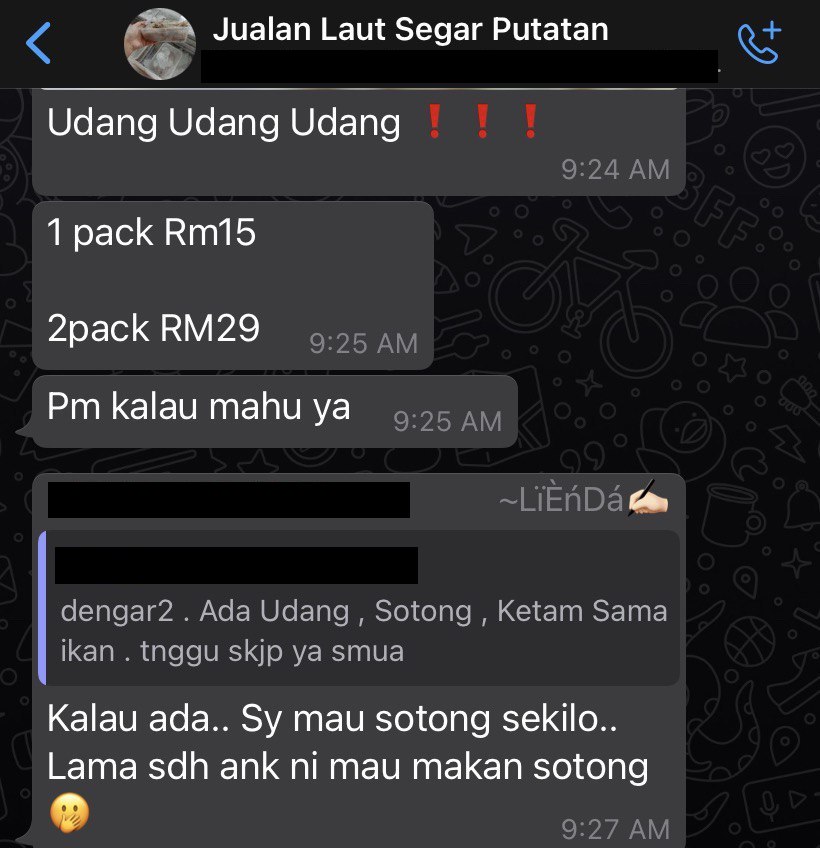 Jualan Laut Segar Putatan
Udang Udang Udang ❗❗❗
9:24 AM
1 pack Rm15
2pack RM29
9:25 AM
Pm kalau mahu ya
9:25 AM
~LïÈńDá✍🏻
dengar2 . Ada Udang , Sotong , Ketam Sama
ikan . tnggu skjp ya smua
Kalau ada.. Sy mau sotong sekilo..
Lama sdh ank ni mau makan sotong
🤭
9:27 AM